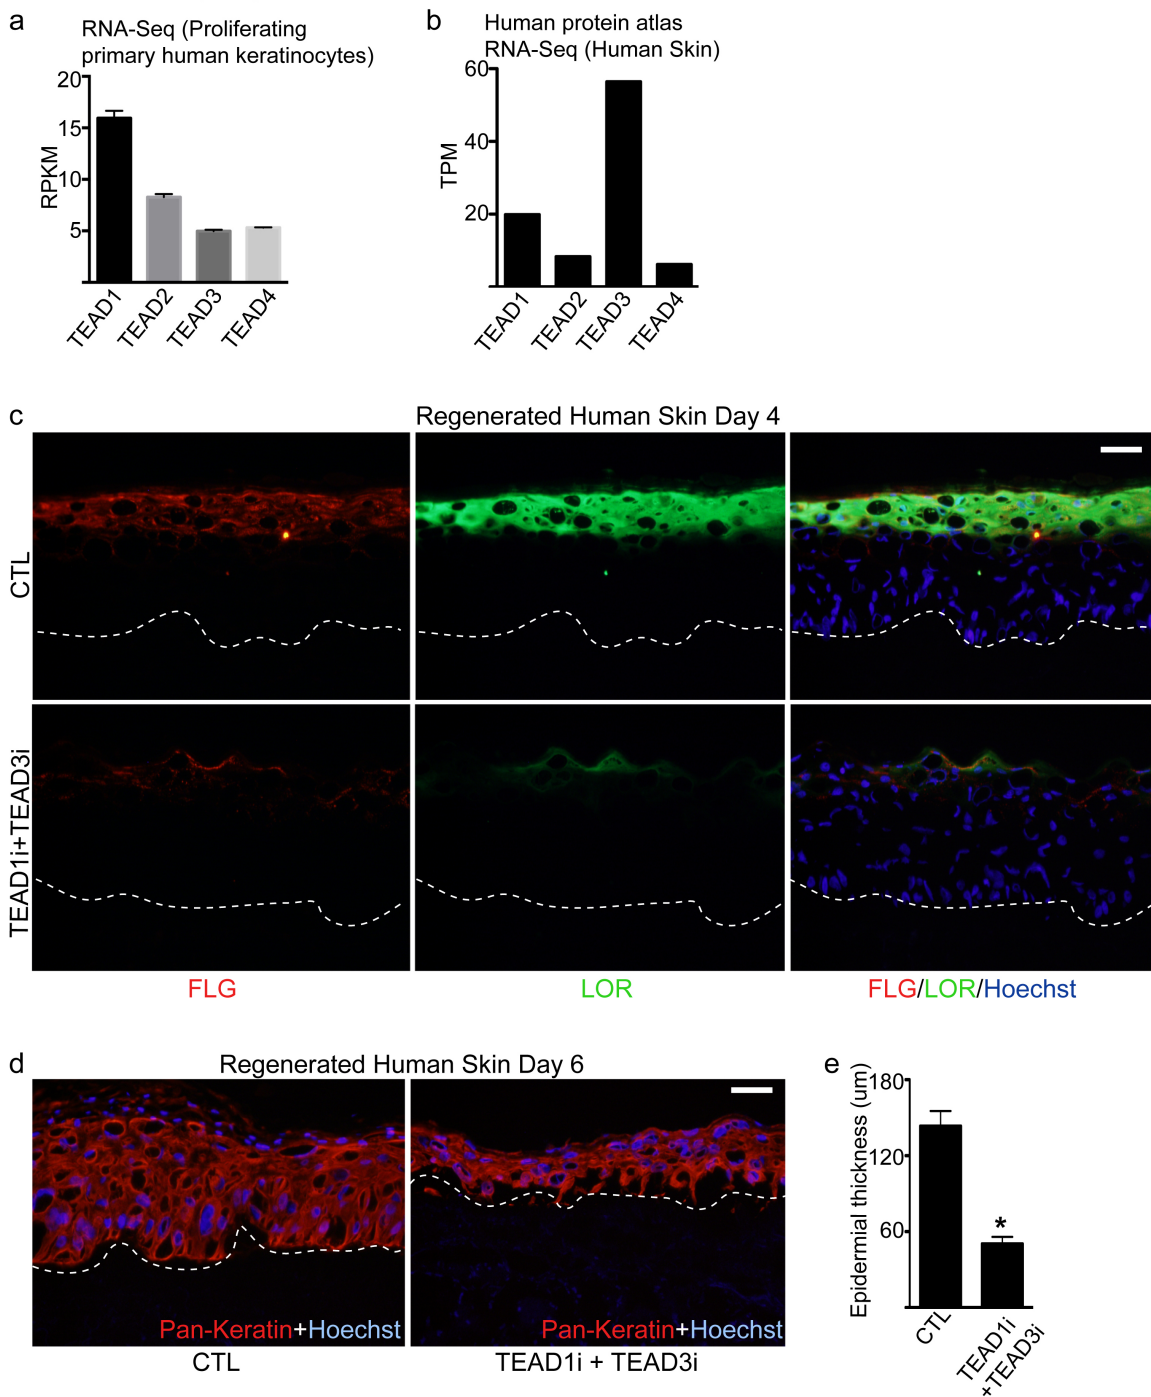 a
RNA-Seq (Proliferating
primary human keratinocytes)
20
15
10
5
RPKM
TEAD1
TEAD2
TEAD3
TEAD4
b
Human protein atlas
RNA-Seq (Human Skin)
60
40
20
TPM
TEAD1
TEAD2
TEAD3
TEAD4
c
Regenerated Human Skin Day 4
CTL
TEAD1i+TEAD3i
FLG
LOR
FLG/LOR/Hoechst
d
Regenerated Human Skin Day 6
Pan-Keratin+Hoechst
Pan-Keratin+Hoechst
CTL
TEAD1i + TEAD3i
e
Epidermial thickness (um)
180
120
60
*
CTL
TEAD1i
+TEAD3i